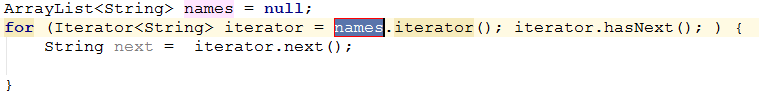 ArrayList<String> names = null;
for (Iterator<String> iterator = names.iterator(); iterator.hasNext(); ) {
    String next =  iterator.next();
}